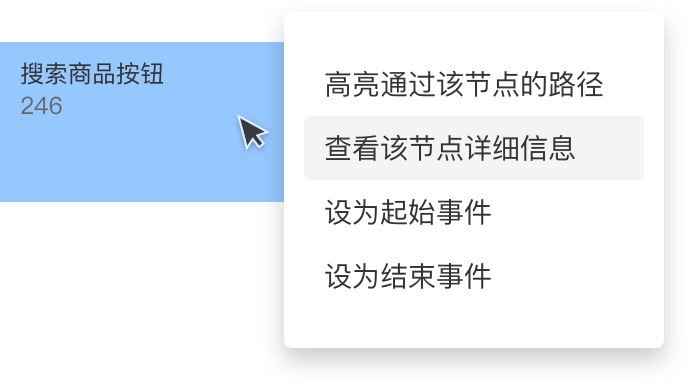 搜索商品按钮
246
高亮通过该节点的路径
查看该节点详细信息
设为起始事件
设为结束事件